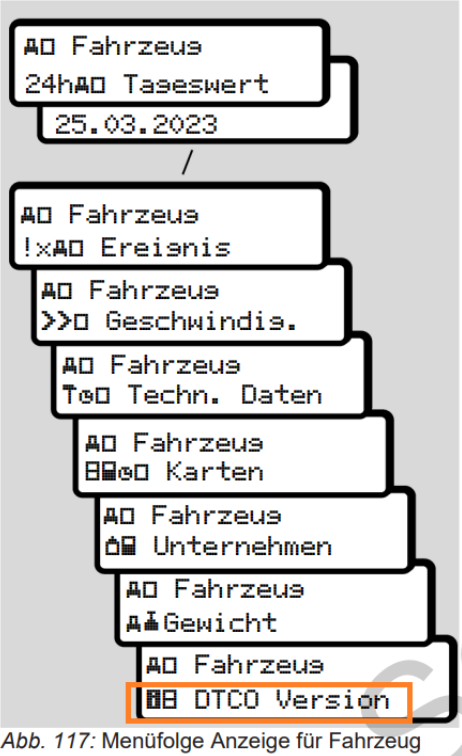 Fahrzeug
24h Tageswert
25.03.2023
/
Fahrzeug
!x Ereignis
Fahrzeug
>> Geschwindig.
Fahrzeug
Techn. Daten
Fahrzeug
Karten
Fahrzeug
Unternehmen
Fahrzeug
Gewicht
Fahrzeug
DTCO Version
Abb. 117: Menüfolge Anzeige für Fahrzeug